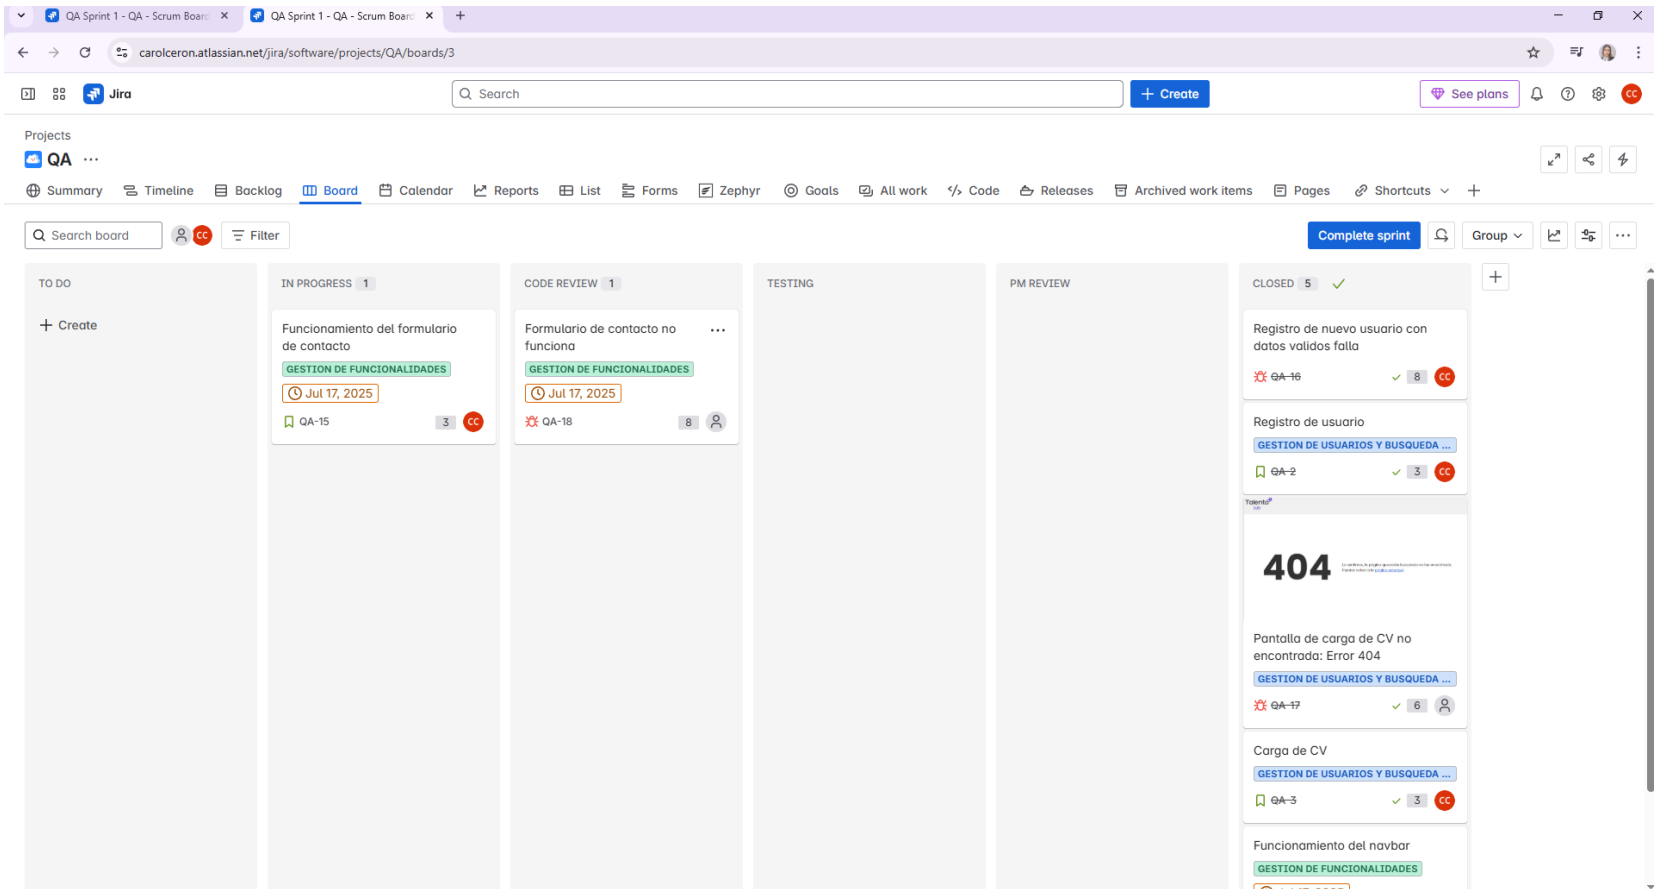 QA Sprint 1 - QA - Scrum Board
QA Sprint 1 - QA - Scrum Board
carolceron.atlassian.net/jira/software/projects/QA/boards/3
Jira
Search
Create
See plans
CC
Projects
QA
Summary
Timeline
Backlog
Board
Calendar
Reports
List
Forms
Zephyr
Goals
All work
Code
Releases
Archived work items
Pages
Shortcuts
Search board
CC
Filter
Complete sprint
Group
TO DO
Create
IN PROGRESS 1
Funcionamiento del formulario
de contacto
GESTION DE FUNCIONALIDADES
Jul 17, 2025
QA-15 3 CC
CODE REVIEW 1
Formulario de contacto no
funciona
GESTION DE FUNCIONALIDADES
Jul 17, 2025
QA-18 8
TESTING
PM REVIEW
CLOSED 5
Registro de nuevo usuario con
datos validos falla
QA-16 8 CC
Registro de usuario
GESTION DE USUARIOS Y BUSQUEDA ...
QA-2 3 CC
Talento
lab
404
Pantalla de carga de CV no
encontrada: Error 404
GESTION DE USUARIOS Y BUSQUEDA ...
QA-17 6
Carga de CV
GESTION DE USUARIOS Y BUSQUEDA ...
QA-3 3 CC
Funcionamiento del navbar
GESTION DE FUNCIONALIDADES